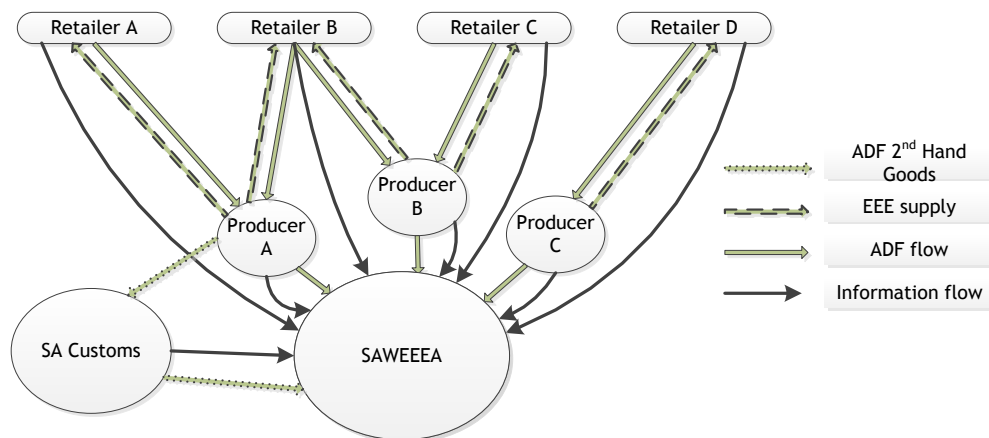 Retailer A
Retailer B
Retailer C
Retailer D
Producer
A
Producer
B
Producer
C
SA Customs
SAWEEEA
ADF 2nd Hand
Goods
EEE supply
ADF flow
Information flow